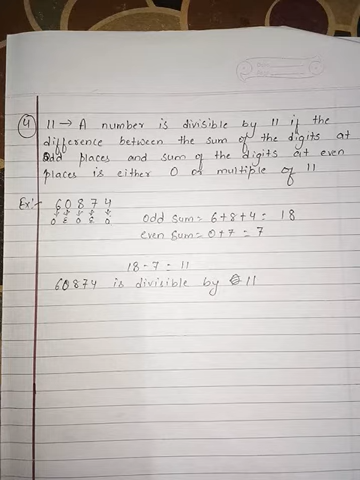 ④ 11 → A number is divisible by 11 if the
difference between the sum of the digits at
odd places and sum of the digits at even
places is either 0 or multiple of 11
Ex:- 6 0 8 7 4
↓ ↓ ↓ ↓ ↓
O E O E O
odd sum = 6+8+4 = 18
even sum = 0+7 = 7
18 - 7 = 11
60874 is divisible by 11